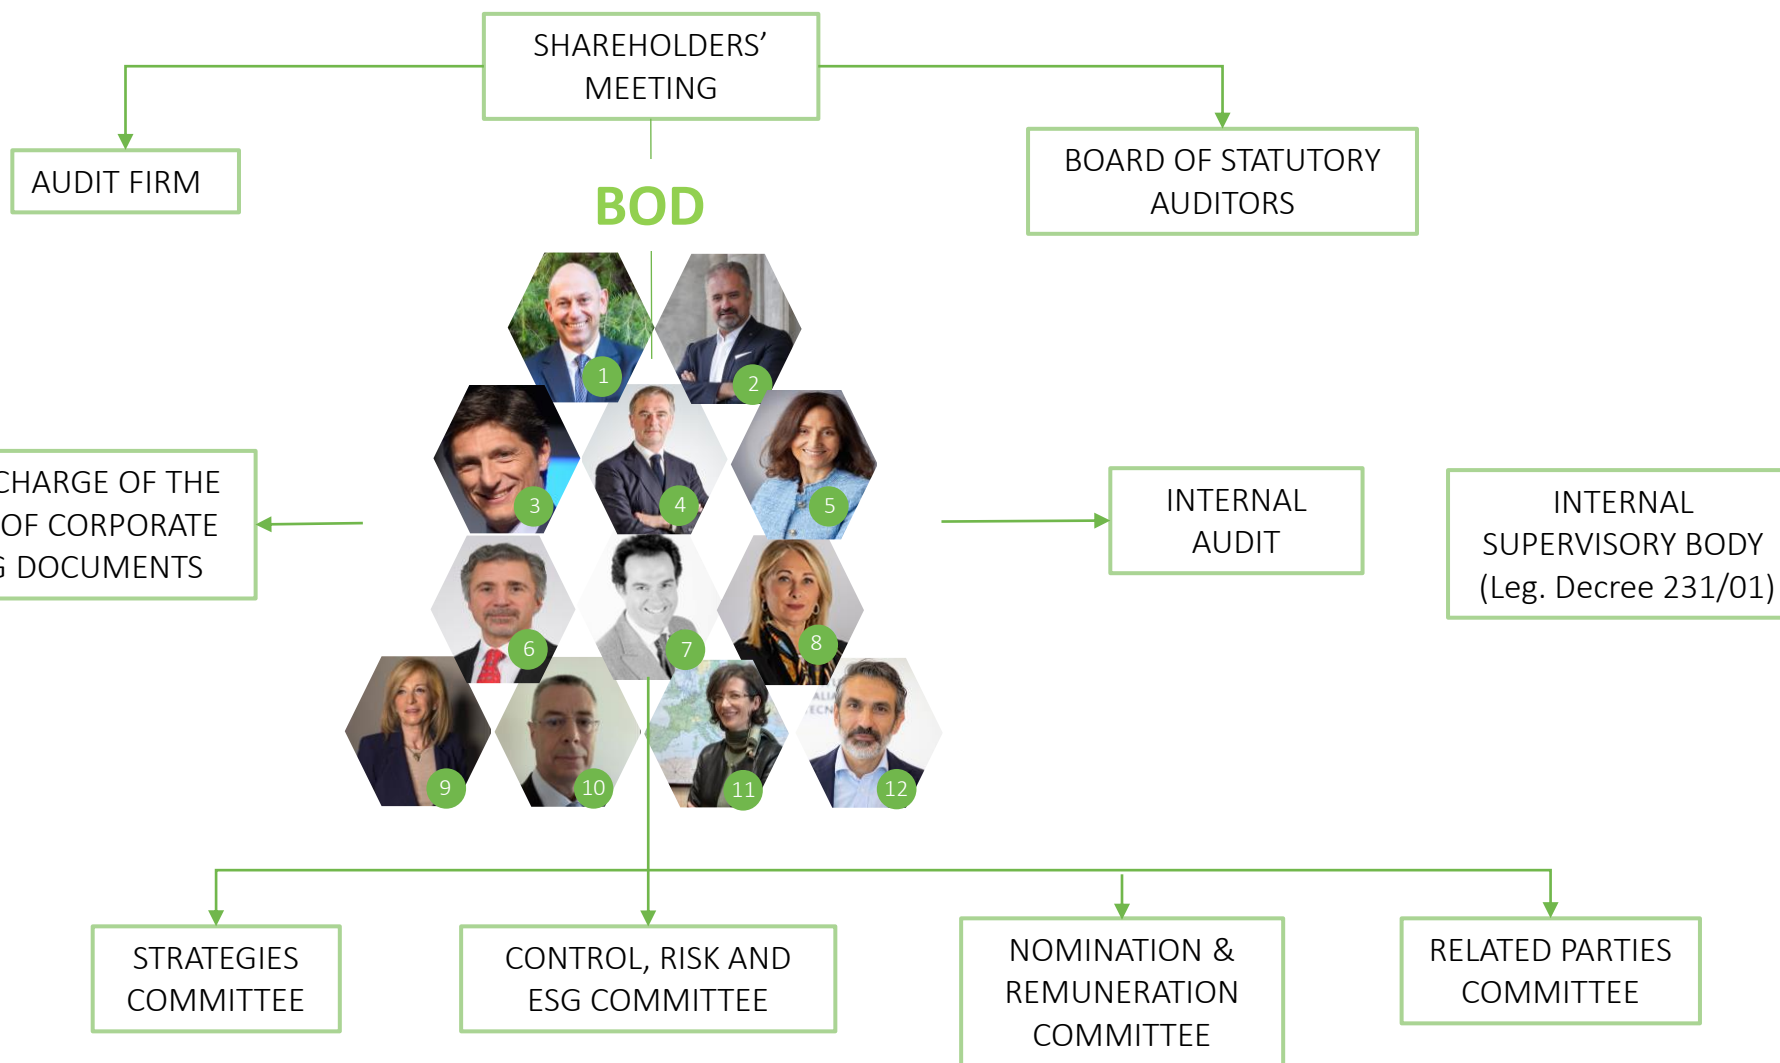 SHAREHOLDERS’
MEETING
AUDIT FIRM
BOARD OF STATUTORY
AUDITORS
BOD
1
2
3
4
5
CHARGE OF THE
OF CORPORATE
DOCUMENTS
INTERNAL
AUDIT
INTERNAL
SUPERVISORY BODY
(Leg. Decree 231/01)
6
7
8
9
10
11
12
STRATEGIES
COMMITTEE
CONTROL, RISK AND
ESG COMMITTEE
NOMINATION &
REMUNERATION
COMMITTEE
RELATED PARTIES
COMMITTEE